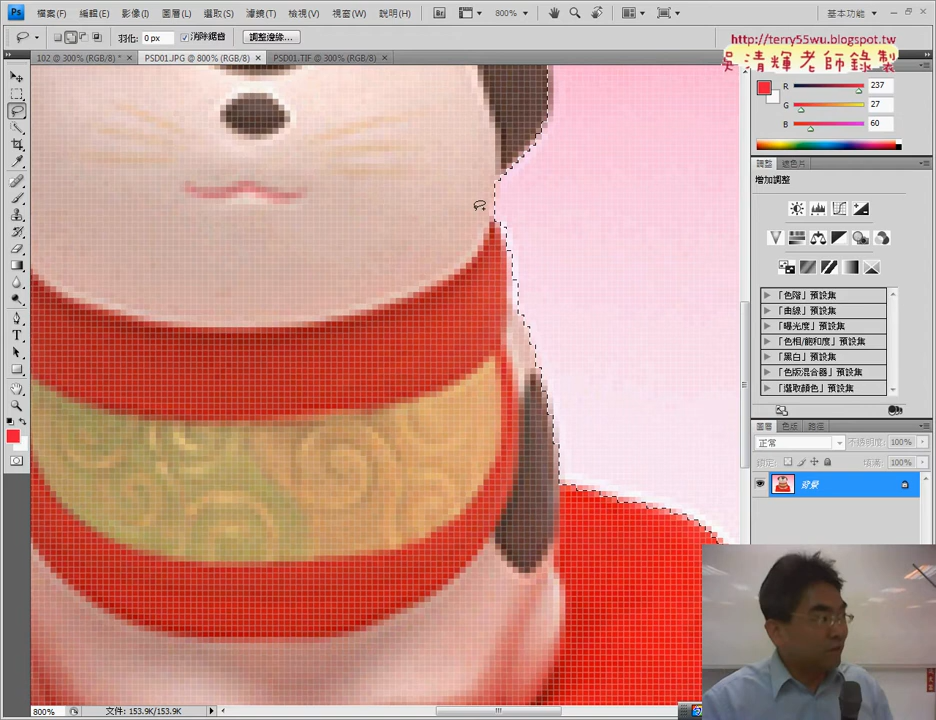 Ps 檔案(F) 編輯(E) 影像(I) 圖層(L) 選取(S) 濾鏡(T) 檢視(V) 視窗(W) 說明(H) Br 800% 基本功能
羽化: 0 px 消除鋸齒 調整邊緣...
http://terry55wu.blogspot.tw
吳清輝老師錄製
102 @ 300% (RGB/8) * PSD01.JPG @ 800% (RGB/8) PSD01.TIF @ 300% (RGB/8)
R 237
G 27
B 60
調整 遮色片
增加調整
「色階」預設集
「曲線」預設集
「曝光度」預設集
「色相/飽和度」預設集
「黑白」預設集
「色版混合器」預設集
「選取顏色」預設集
圖層 色版 路徑
正常 不透明度: 100%
鎖定: 填滿: 100%
背景
800% 文件: 153.9K/153.9K